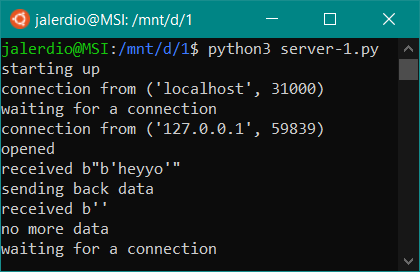 jalerdio@MSI: /mnt/d/1
jalerdio@MSI:/mnt/d/1$ python3 server-1.py
starting up
connection from ('localhost', 31000)
waiting for a connection
connection from ('127.0.0.1', 59839)
opened
received b"b'heyyo'"
sending back data
received b''
no more data
waiting for a connection